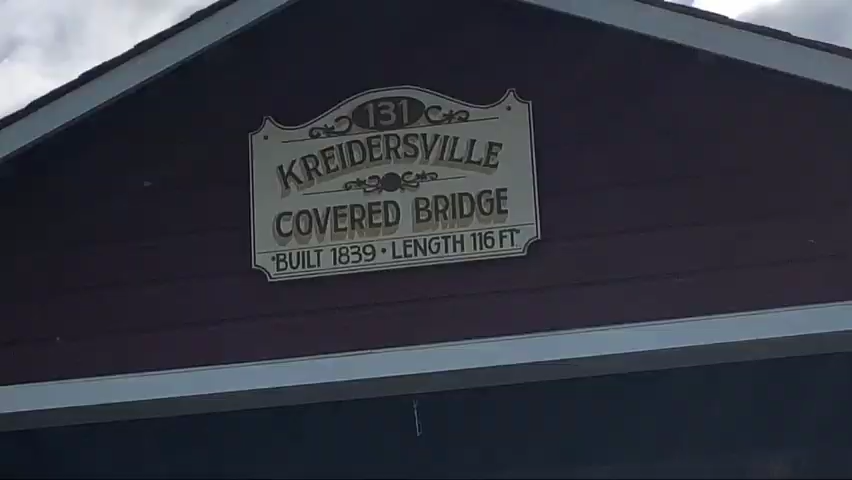 131
KREIDERSVILLE
COVERED BRIDGE
BUILT 1839 • LENGTH 116 FT.